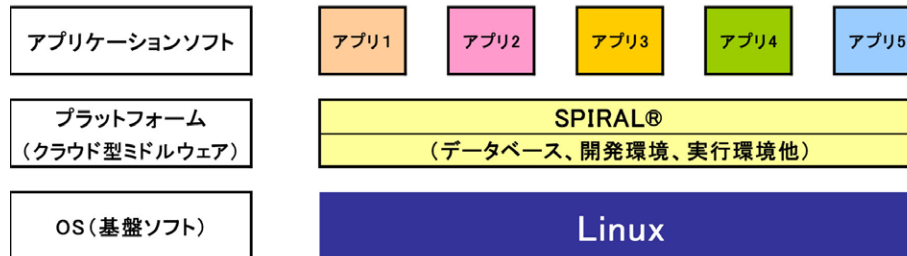 アプリケーションソフト
アプリ1
アプリ2
アプリ3
アプリ4
アプリ5
プラットフォーム
(クラウド型ミドルウェア)
SPIRAL®
(データベース、開発環境、実行環境他)
OS(基盤ソフト)
Linux